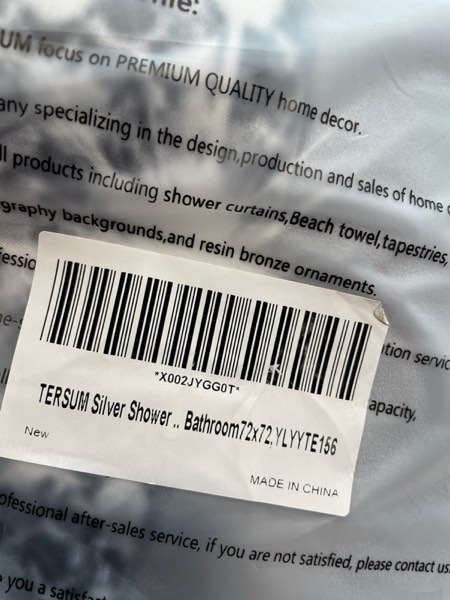 UM focus on PREMIUM QUALITY home decor.
any specializing in the design,production and sales of home
ll products including shower curtains,Beach towel,tapestries,
graphy backgrounds,and resin bronze ornaments.
*X002JYGG0T*
TERSUM Silver Shower .. Bathroom72x72,YLYYTE156
New
MADE IN CHINA
apacity,
ofessional after-sales service, if you are not satisfied, please contact us
you a satisfac